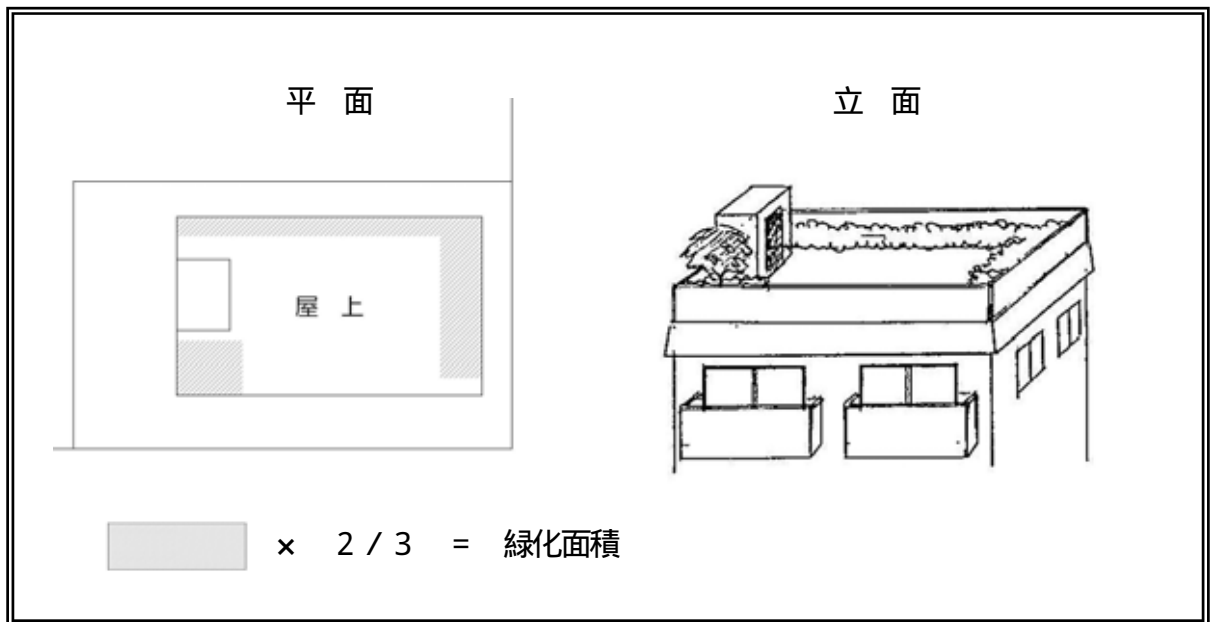 平 面
立 面
屋 上
× 2 / 3 = 緑化面積